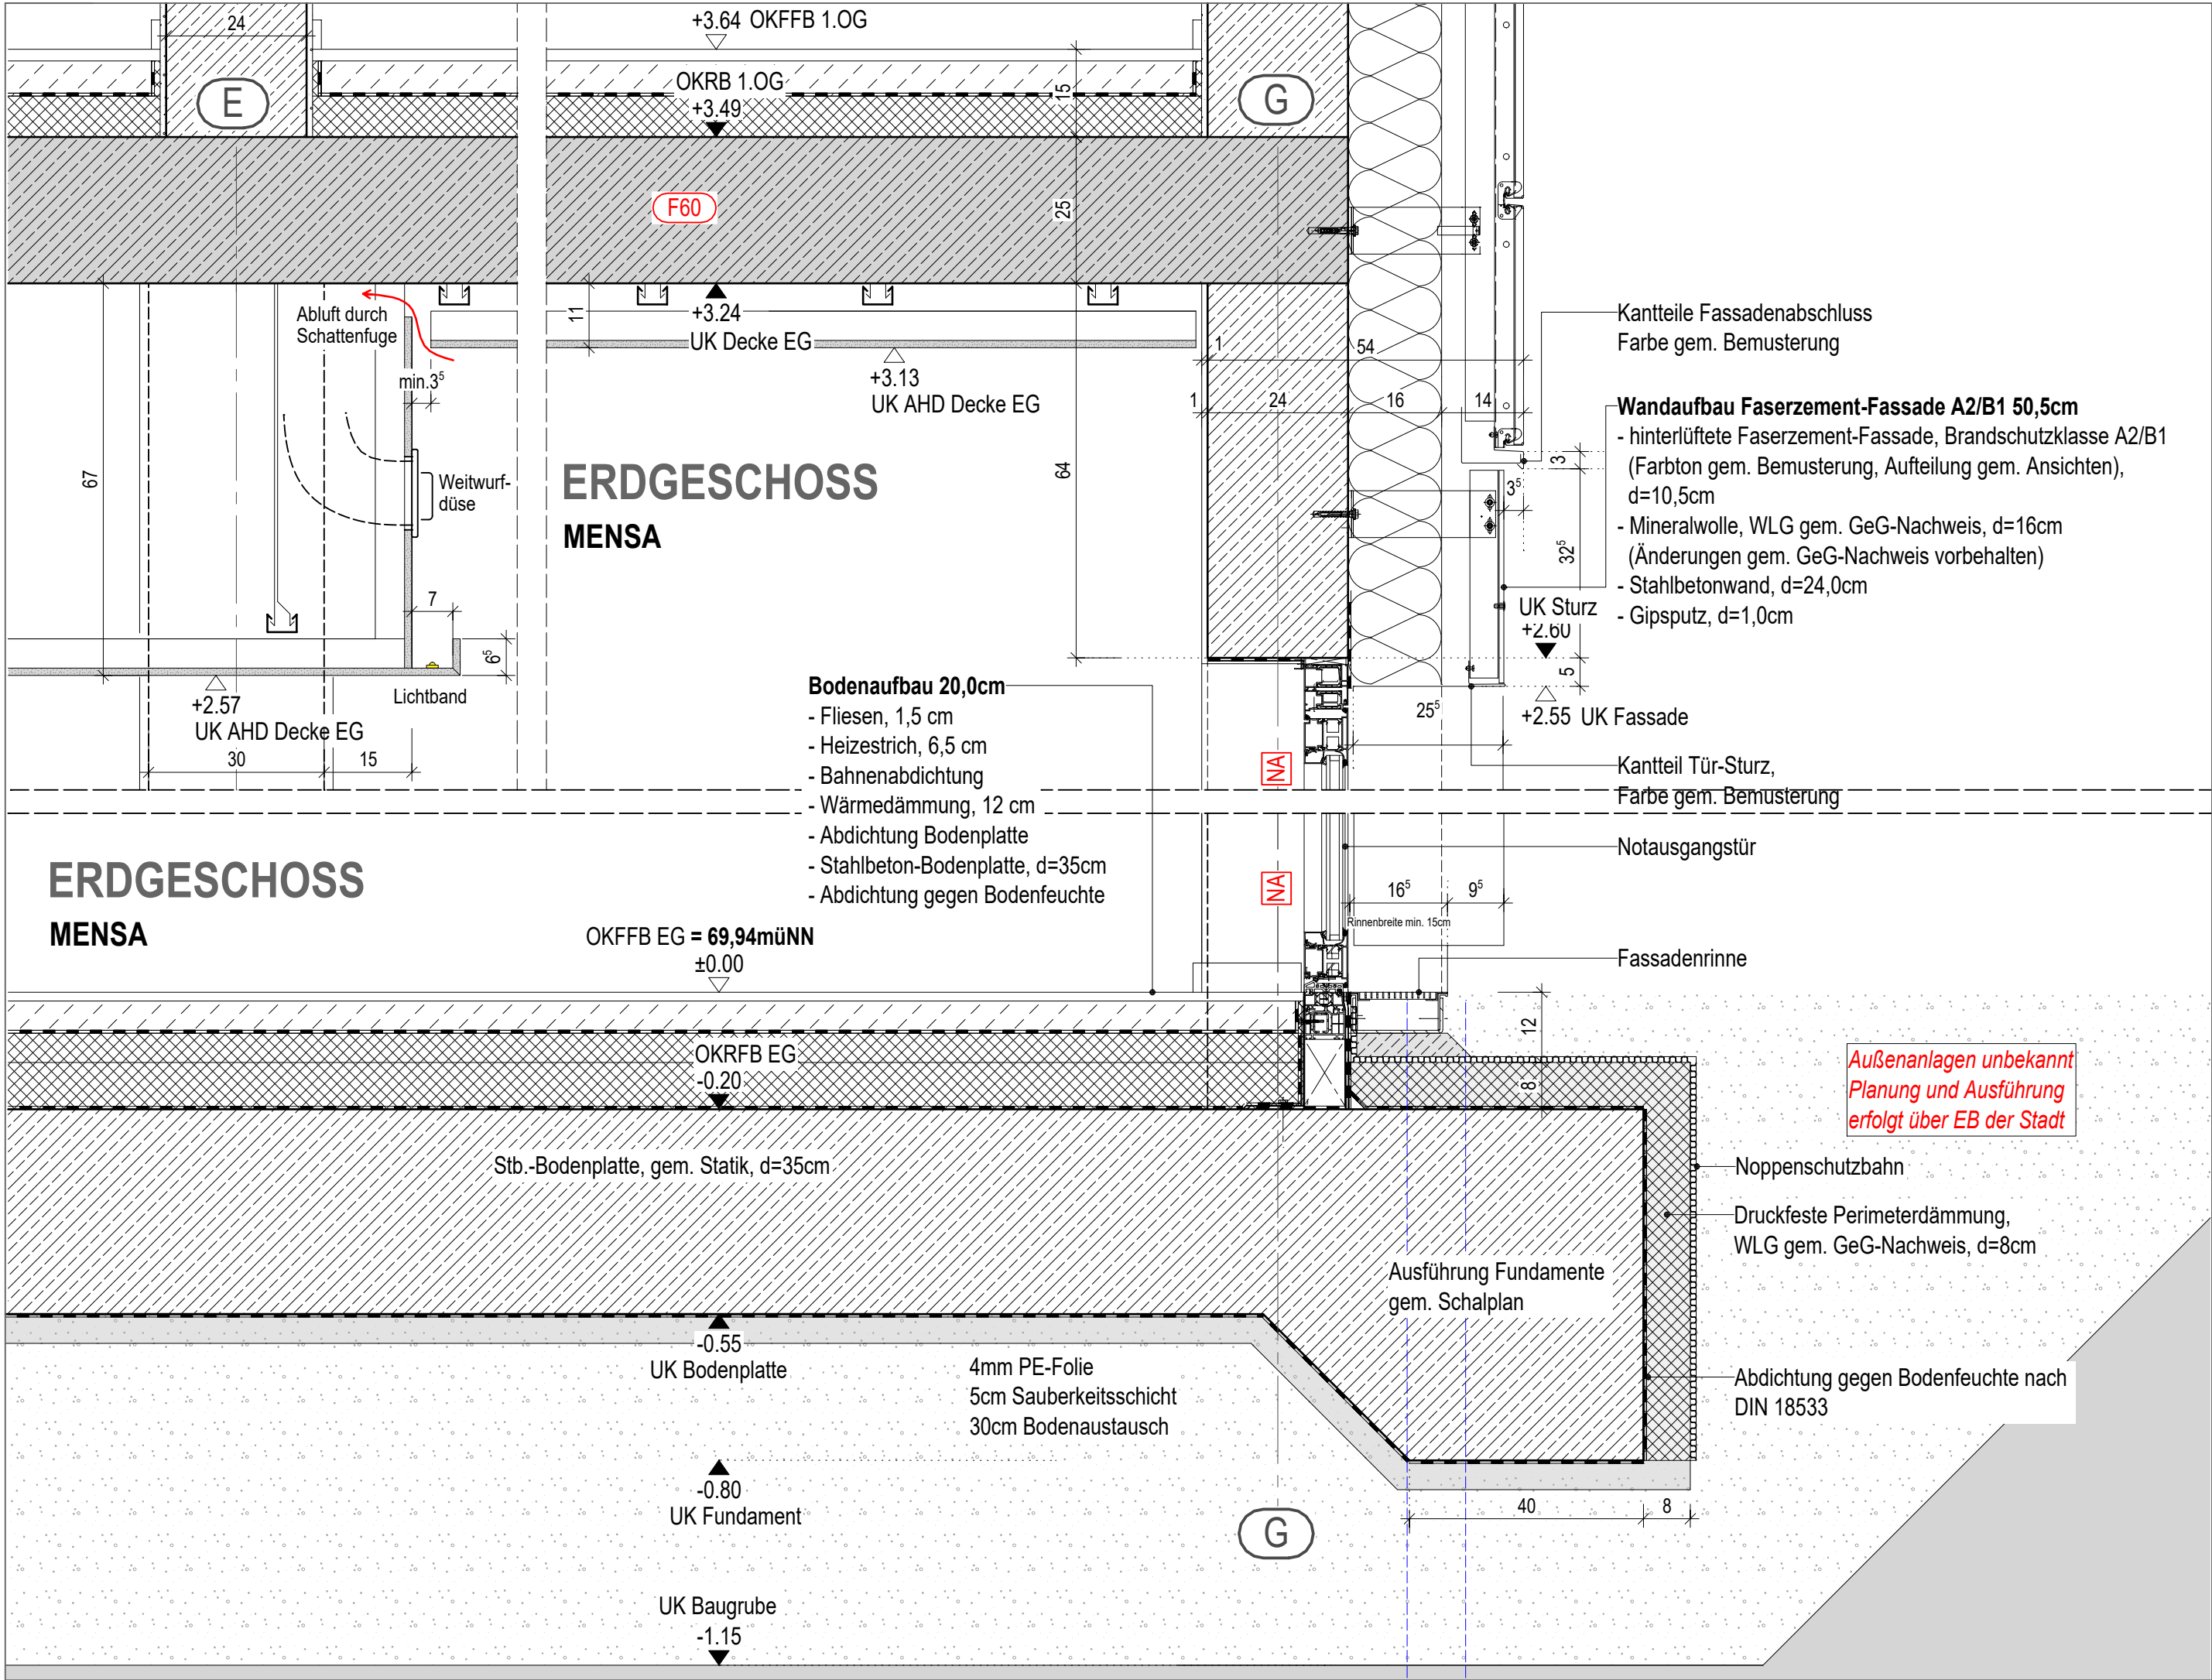 24
+3.64 OKFFB 1.OG
E
OKRB 1.OG
+3.49
15
G
F60
25
Abluft durch
Schattenfuge
11
+3.24
UK Decke EG
+3.13
UK AHD Decke EG
min.3⁵
1
54
1
24
16
14
Kantteile Fassadenabschluss
Farbe gem. Bemusterung
Wandaufbau Faserzement-Fassade A2/B1 50,5cm
- hinterlüftete Faserzement-Fassade, Brandschutzklasse A2/B1
(Farbton gem. Bemusterung, Aufteilung gem. Ansichten),
d=10,5cm
- Mineralwolle, WLG gem. GeG-Nachweis, d=16cm
(Änderungen gem. GeG-Nachweis vorbehalten)
- Stahlbetonwand, d=24,0cm
- Gipsputz, d=1,0cm
67
Weitwurf-
düse
ERDGESCHOSS
MENSA
64
3
3⁵
32⁵
7
6⁵
UK Sturz
+2.60
5
+2.57
UK AHD Decke EG
Lichtband
30
15
25⁵
+2.55 UK Fassade
Bodenaufbau 20,0cm
- Fliesen, 1,5 cm
- Heizestrich, 6,5 cm
- Bahnenabdichtung
- Wärmedämmung, 12 cm
- Abdichtung Bodenplatte
- Stahlbeton-Bodenplatte, d=35cm
- Abdichtung gegen Bodenfeuchte
NA
Kantteil Tür-Sturz,
Farbe gem. Bemusterung
Notausgangstür
ERDGESCHOSS
MENSA
NA
16⁵
9⁵
Rinnenbreite min. 15cm
OKFFB EG = 69,94müNN
±0.00
Fassadenrinne
12
OKRFB EG
-0.20
8
Außenanlagen unbekannt
Planung und Ausführung
erfolgt über EB der Stadt
Stb.-Bodenplatte, gem. Statik, d=35cm
Noppenschutzbahn
Druckfeste Perimeterdämmung,
WLG gem. GeG-Nachweis, d=8cm
Ausführung Fundamente
gem. Schalplan
-0.55
UK Bodenplatte
4mm PE-Folie
5cm Sauberkeitsschicht
30cm Bodenaustausch
Abdichtung gegen Bodenfeuchte nach
DIN 18533
-0.80
UK Fundament
40
8
G
UK Baugrube
-1.15